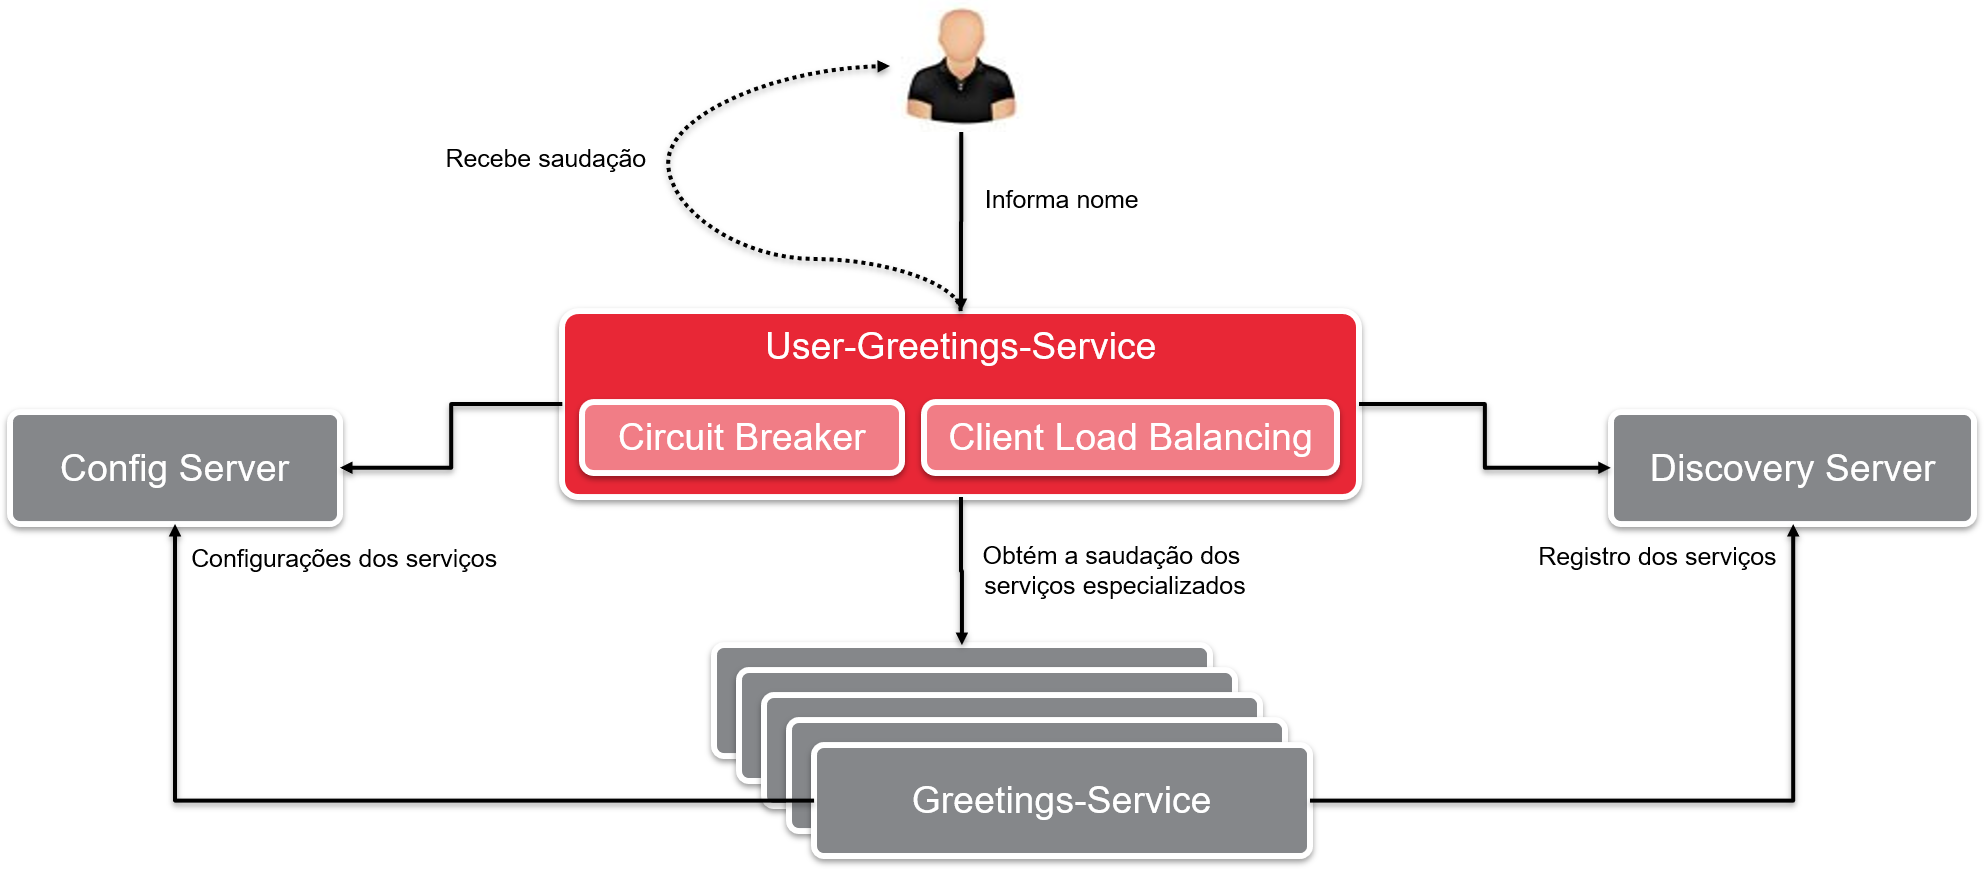 Recebe saudação
Informa nome
User-Greetings-Service
Circuit Breaker
Client Load Balancing
Config Server
Discovery Server
Configurações dos serviços
Obtém a saudação dos
serviços especializados
Registro dos serviços
Greetings-Service